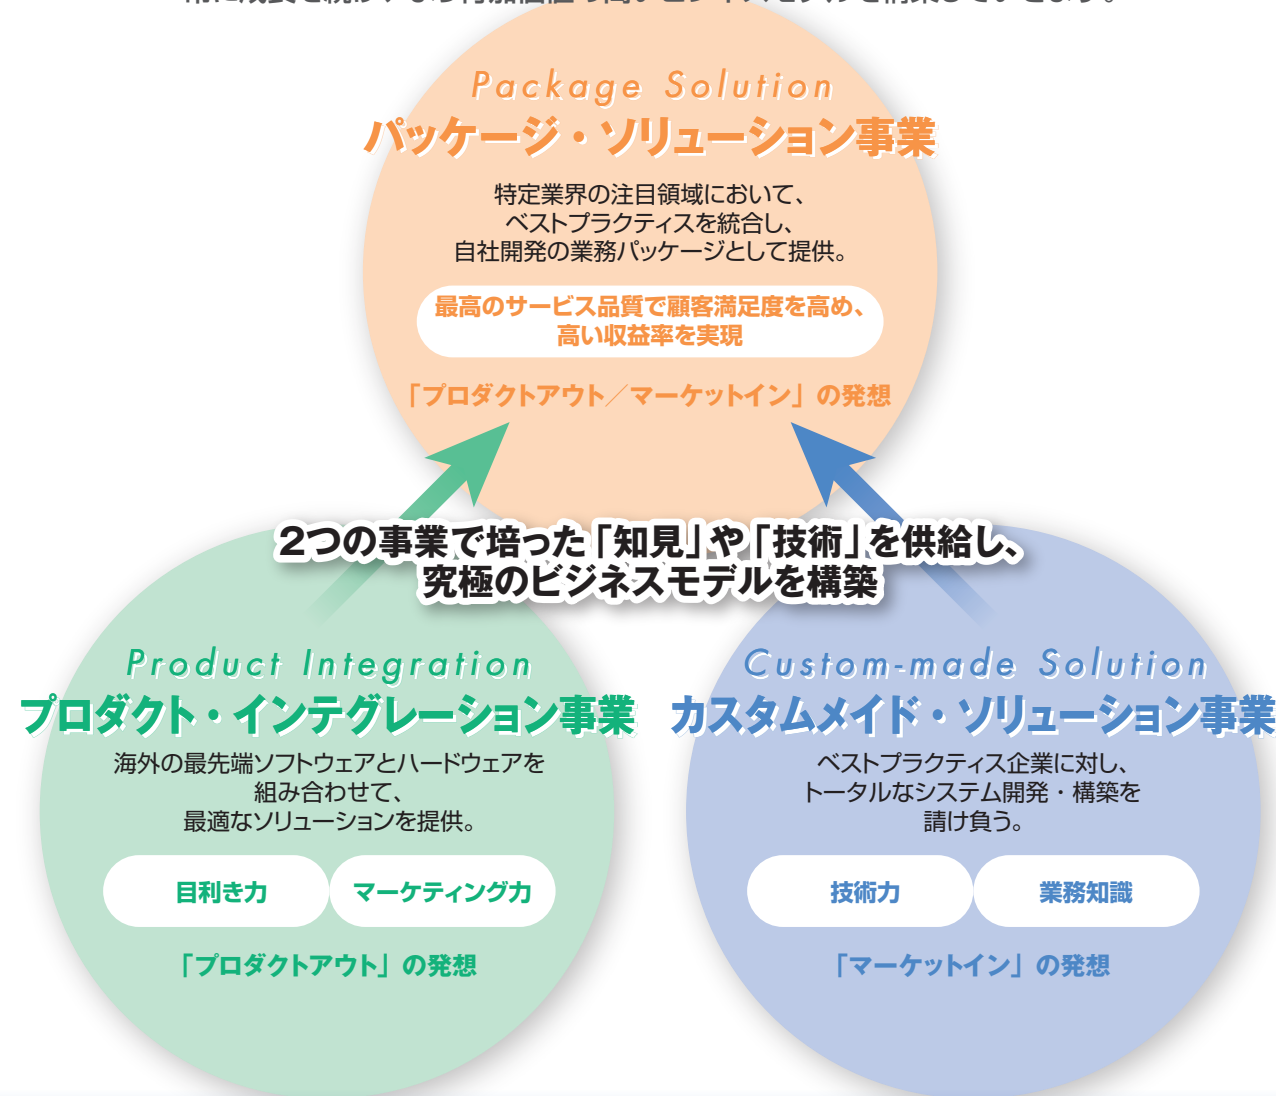 Package Solution
パッケージ・ソリューション事業
特定業界の注目領域において、
ベストプラクティスを統合し、
自社開発の業務パッケージとして提供。
最高のサービス品質で顧客満足度を高め、
高い収益率を実現
「プロダクトアウト／マーケットイン」の発想
2つの事業で培った「知見」や「技術」を供給し、
究極のビジネスモデルを構築
Product Integration
プロダクト・インテグレーション事業
海外の最先端ソフトウェアとハードウェアを
組み合わせて、
最適なソリューションを提供。
目利き力
マーケティング力
「プロダクトアウト」の発想
Custom-made Solution
カスタムメイド・ソリューション事業
ベストプラクティス企業に対し、
トータルなシステム開発・構築を
請け負う。
技術力
業務知識
「マーケットイン」の発想